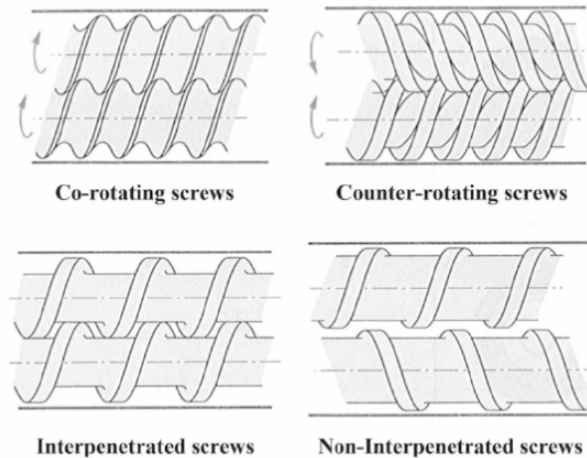 Co-rotating screws
Counter-rotating screws
Interpenetrated screws
Non-Interpenetrated screws